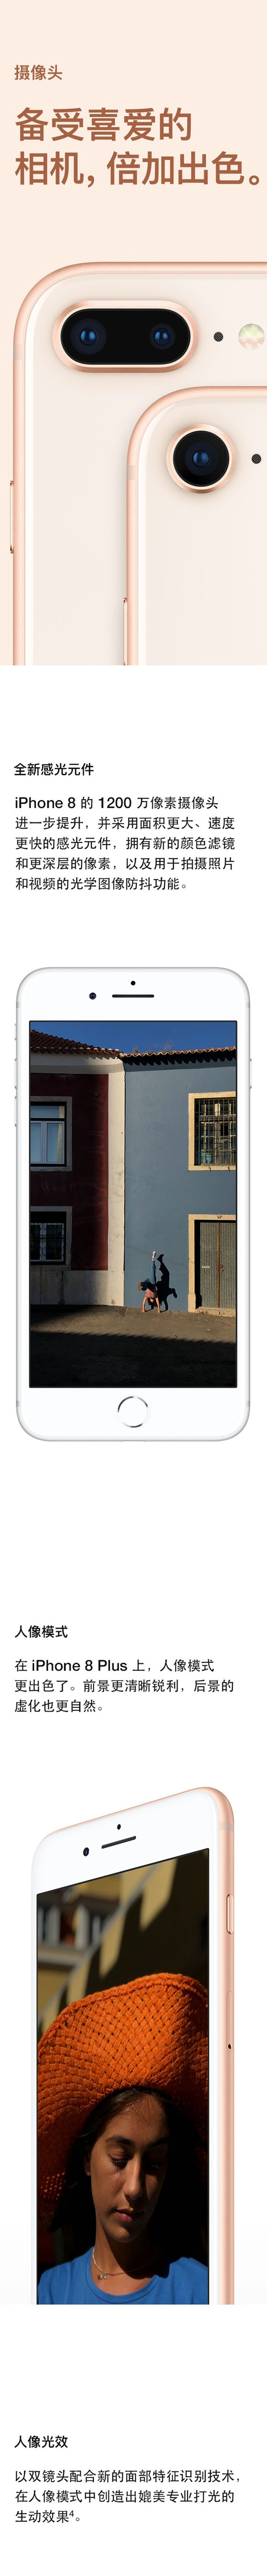 摄像头
备受喜爱的
相机，倍加出色。
全新感光元件
iPhone 8 的 1200 万像素摄像头
进一步提升，并采用面积更大、速度
更快的感光元件，拥有新的颜色滤镜
和更深层的像素，以及用于拍摄照片
和视频的光学图像防抖功能。
人像模式
在 iPhone 8 Plus 上，人像模式
更出色了。前景更清晰锐利，后景的
虚化也更自然。
人像光效
以双镜头配合新的面部特征识别技术，
在人像模式中创造出媲美专业打光的
生动效果⁴。